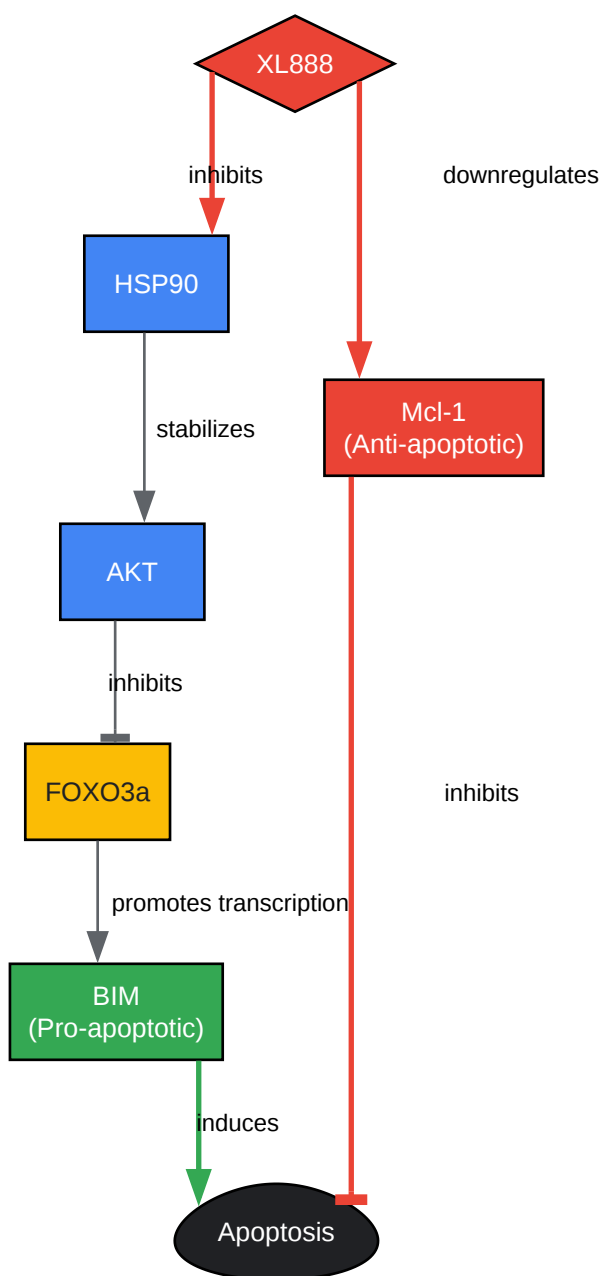 XL888
inhibits
downregulates
HSP90
stabilizes
Mcl-1
(Anti-apoptotic)
AKT
inhibits
FOXO3a
inhibits
promotes transcription
BIM
(Pro-apoptotic)
induces
Apoptosis